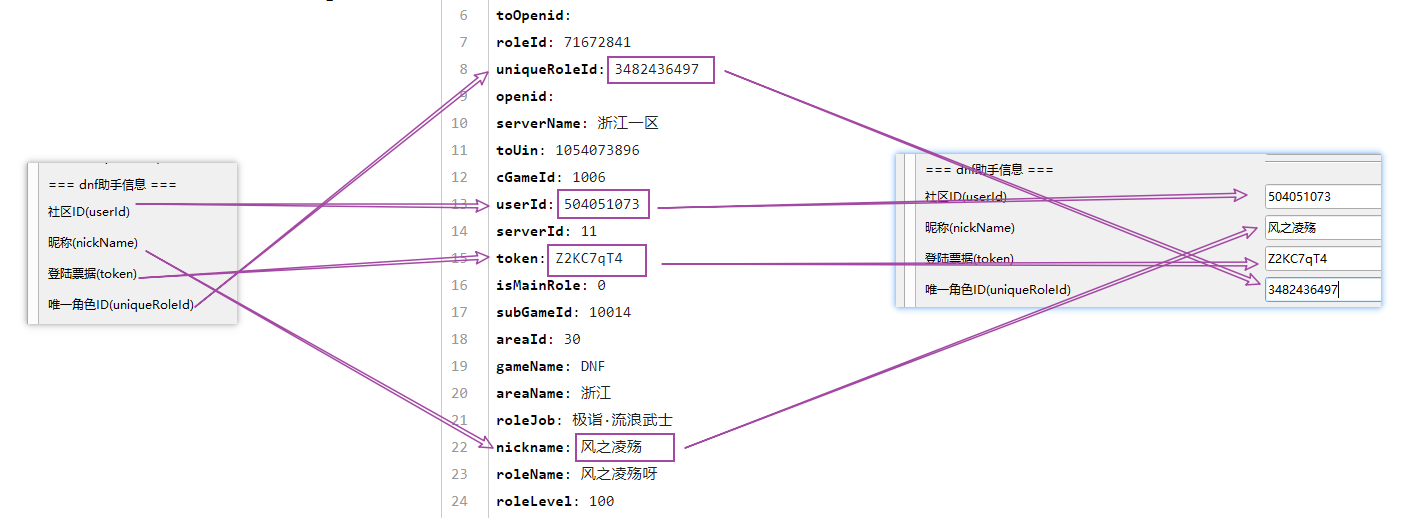 === dnf助手信息 ===
社区ID(userId)
昵称(nickName)
登陆票据(token)
唯一角色ID(uniqueRoleId)
6 toOpenid:
7 roleId: 71672841
8 uniqueRoleId: 3482436497
9 openid:
10 serverName: 浙江一区
11 toUin: 1054073896
12 cGameId: 1006
13 userId: 504051073
14 serverId: 11
15 token: Z2KC7qT4
16 isMainRole: 0
17 subGameId: 10014
18 areaId: 30
19 gameName: DNF
20 areaName: 浙江
21 roleJob: 极诣·流浪武士
22 nickname: 风之凌殇
23 roleName: 风之凌殇呀
24 roleLevel: 100
=== dnf助手信息 ===
社区ID(userId) 504051073
昵称(nickName) 风之凌殇
登陆票据(token) Z2KC7qT4
唯一角色ID(uniqueRoleId) 3482436497